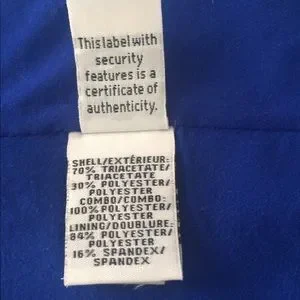 This label with
security
features is a
certificate of
authenticity.
SHELL/EXTÉRIEUR:
70% TRIACETATE/
TRIACETATE
30% POLYESTER/
POLYESTER
COMBO/COMBO:
100% POLYESTER/
POLYESTER
LINING/DOUBLURE:
84% POLYESTER/
POLYESTER
16% SPANDEX/
SPANDEX